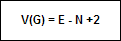 V(G) = E - N +2